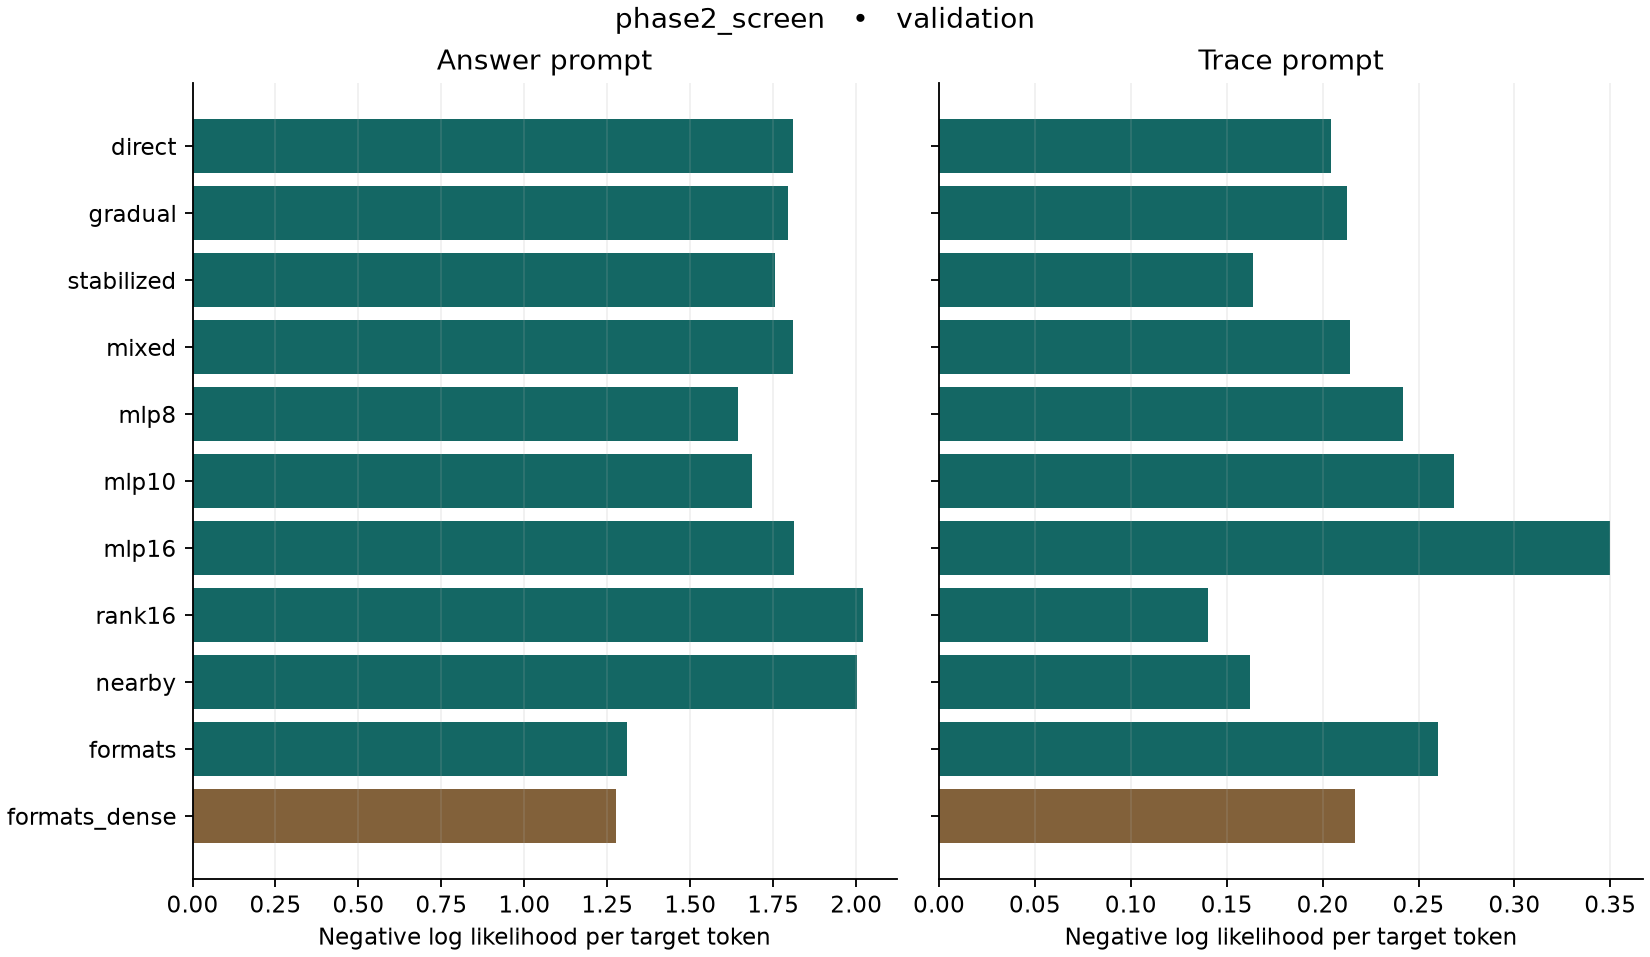 phase2_screen • validation
Answer prompt
Trace prompt
direct
gradual
stabilized
mixed
mlp8
mlp10
mlp16
rank16
nearby
formats
formats_dense
0.00 0.25 0.50 0.75 1.00 1.25 1.50 1.75 2.00
Negative log likelihood per target token
0.00 0.05 0.10 0.15 0.20 0.25 0.30 0.35
Negative log likelihood per target token